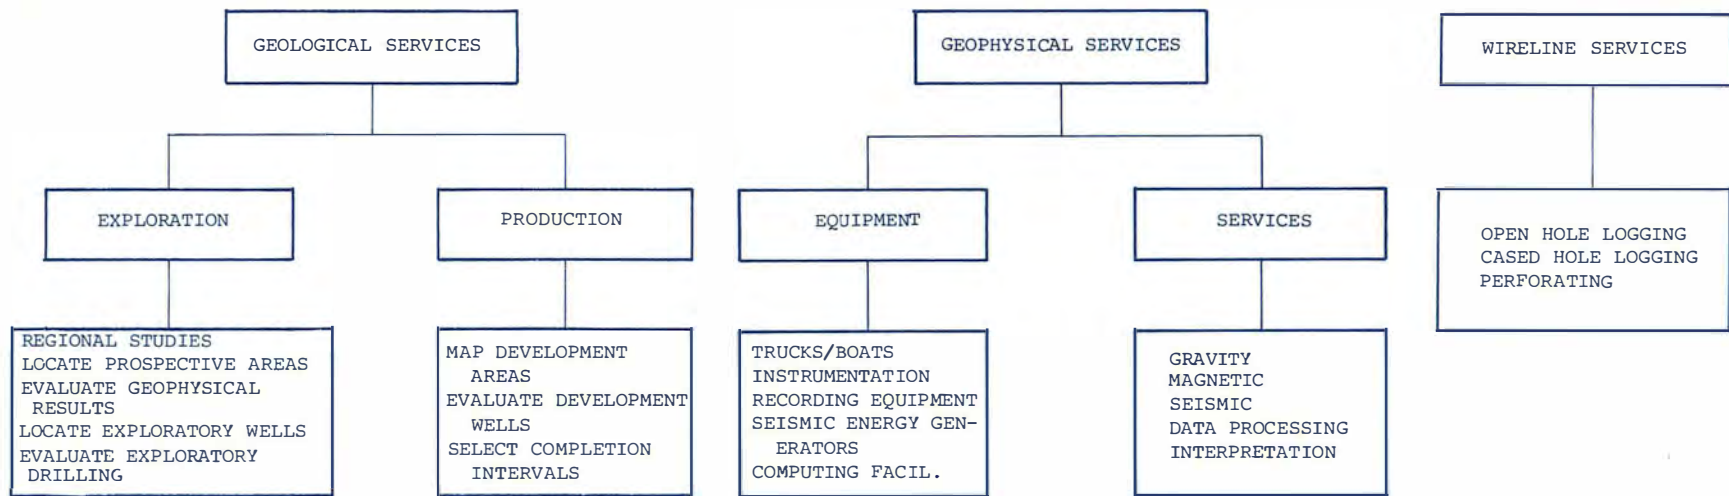 GEOLOGICAL SERVICES
GEOPHYSICAL SERVICES
WIRELINE SERVICES
EXPLORATION
PRODUCTION
EQUIPMENT
SERVICES
OPEN HOLE LOGGING
CASED HOLE LOGGING
PERFORATING
REGIONAL STUDIES
LOCATE PROSPECTIVE AREAS
EVALUATE GEOPHYSICAL
RESULTS
LOCATE EXPLORATORY WELLS
EVALUATE EXPLORATORY
DRILLING
MAP DEVELOPMENT
AREAS
EVALUATE DEVELOPMENT
WELLS
SELECT COMPLETION
INTERVALS
TRUCKS/BOATS
INSTRUMENTATION
RECORDING EQUIPMENT
SEISMIC ENERGY GEN-
ERATORS
COMPUTING FACIL.
GRAVITY
MAGNETIC
SEISMIC
DATA PROCESSING
INTERPRETATION